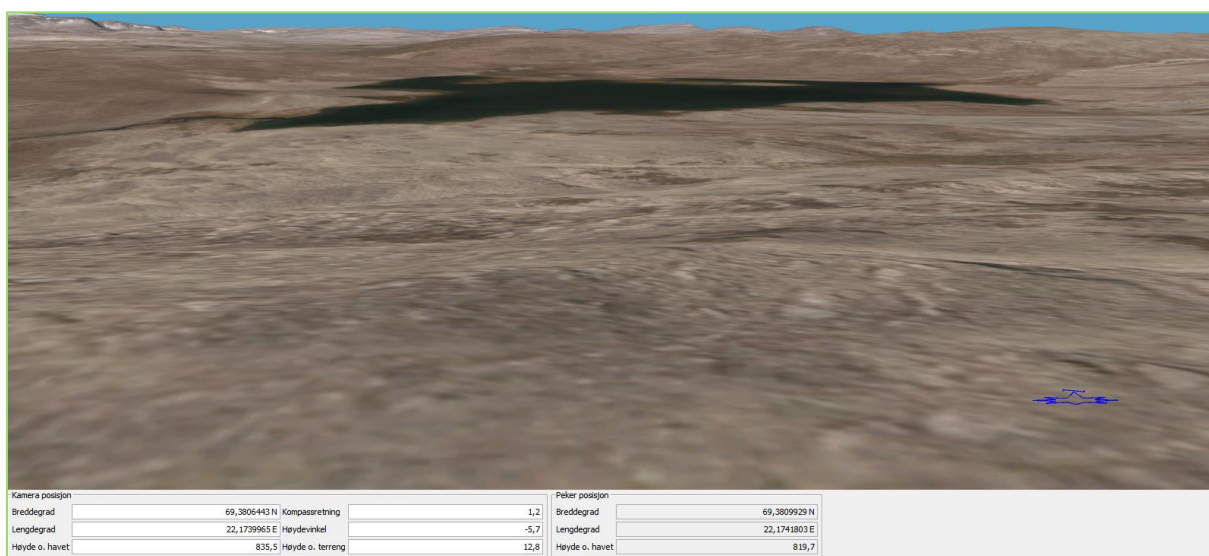 Kamera posisjon
Breddegrad 69,3806443 N Kompassretning 1,2
Lengdegrad 22,1739965 E Høydevinkel -5,7
Høyde o. havet 835,5 Høyde o. terreng 12,8
Peker posisjon
Breddegrad 69,3809929 N
Lengdegrad 22,1741803 E
Høyde o. havet 819,7